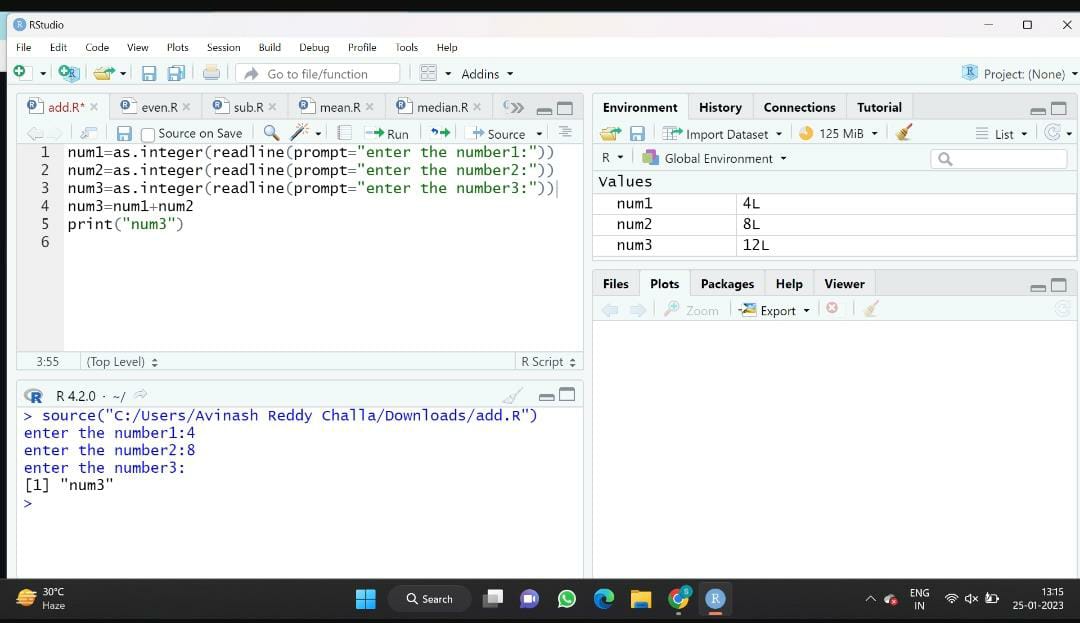 RStudio
File Edit Code View Plots Session Build Debug Profile Tools Help
Go to file/function Addins Project: (None)
add.R* even.R sub.R mean.R median.R
Source on Save Run Source
1 num1=as.integer(readline(prompt="enter the number1:"))
2 num2=as.integer(readline(prompt="enter the number2:"))
3 num3=as.integer(readline(prompt="enter the number3:"))
4 num3=num1+num2
5 print("num3")
6
3:55 (Top Level) R Script
R 4.2.0 · ~/
> source("C:/Users/Avinash Reddy Challa/Downloads/add.R")
enter the number1:4
enter the number2:8
enter the number3:
[1] "num3"
>
Environment History Connections Tutorial
Import Dataset 125 MiB List
R Global Environment
Values
num1 4L
num2 8L
num3 12L
Files Plots Packages Help Viewer
Zoom Export
30°C
Haze
Search
ENG
IN
13:15
25-01-2023